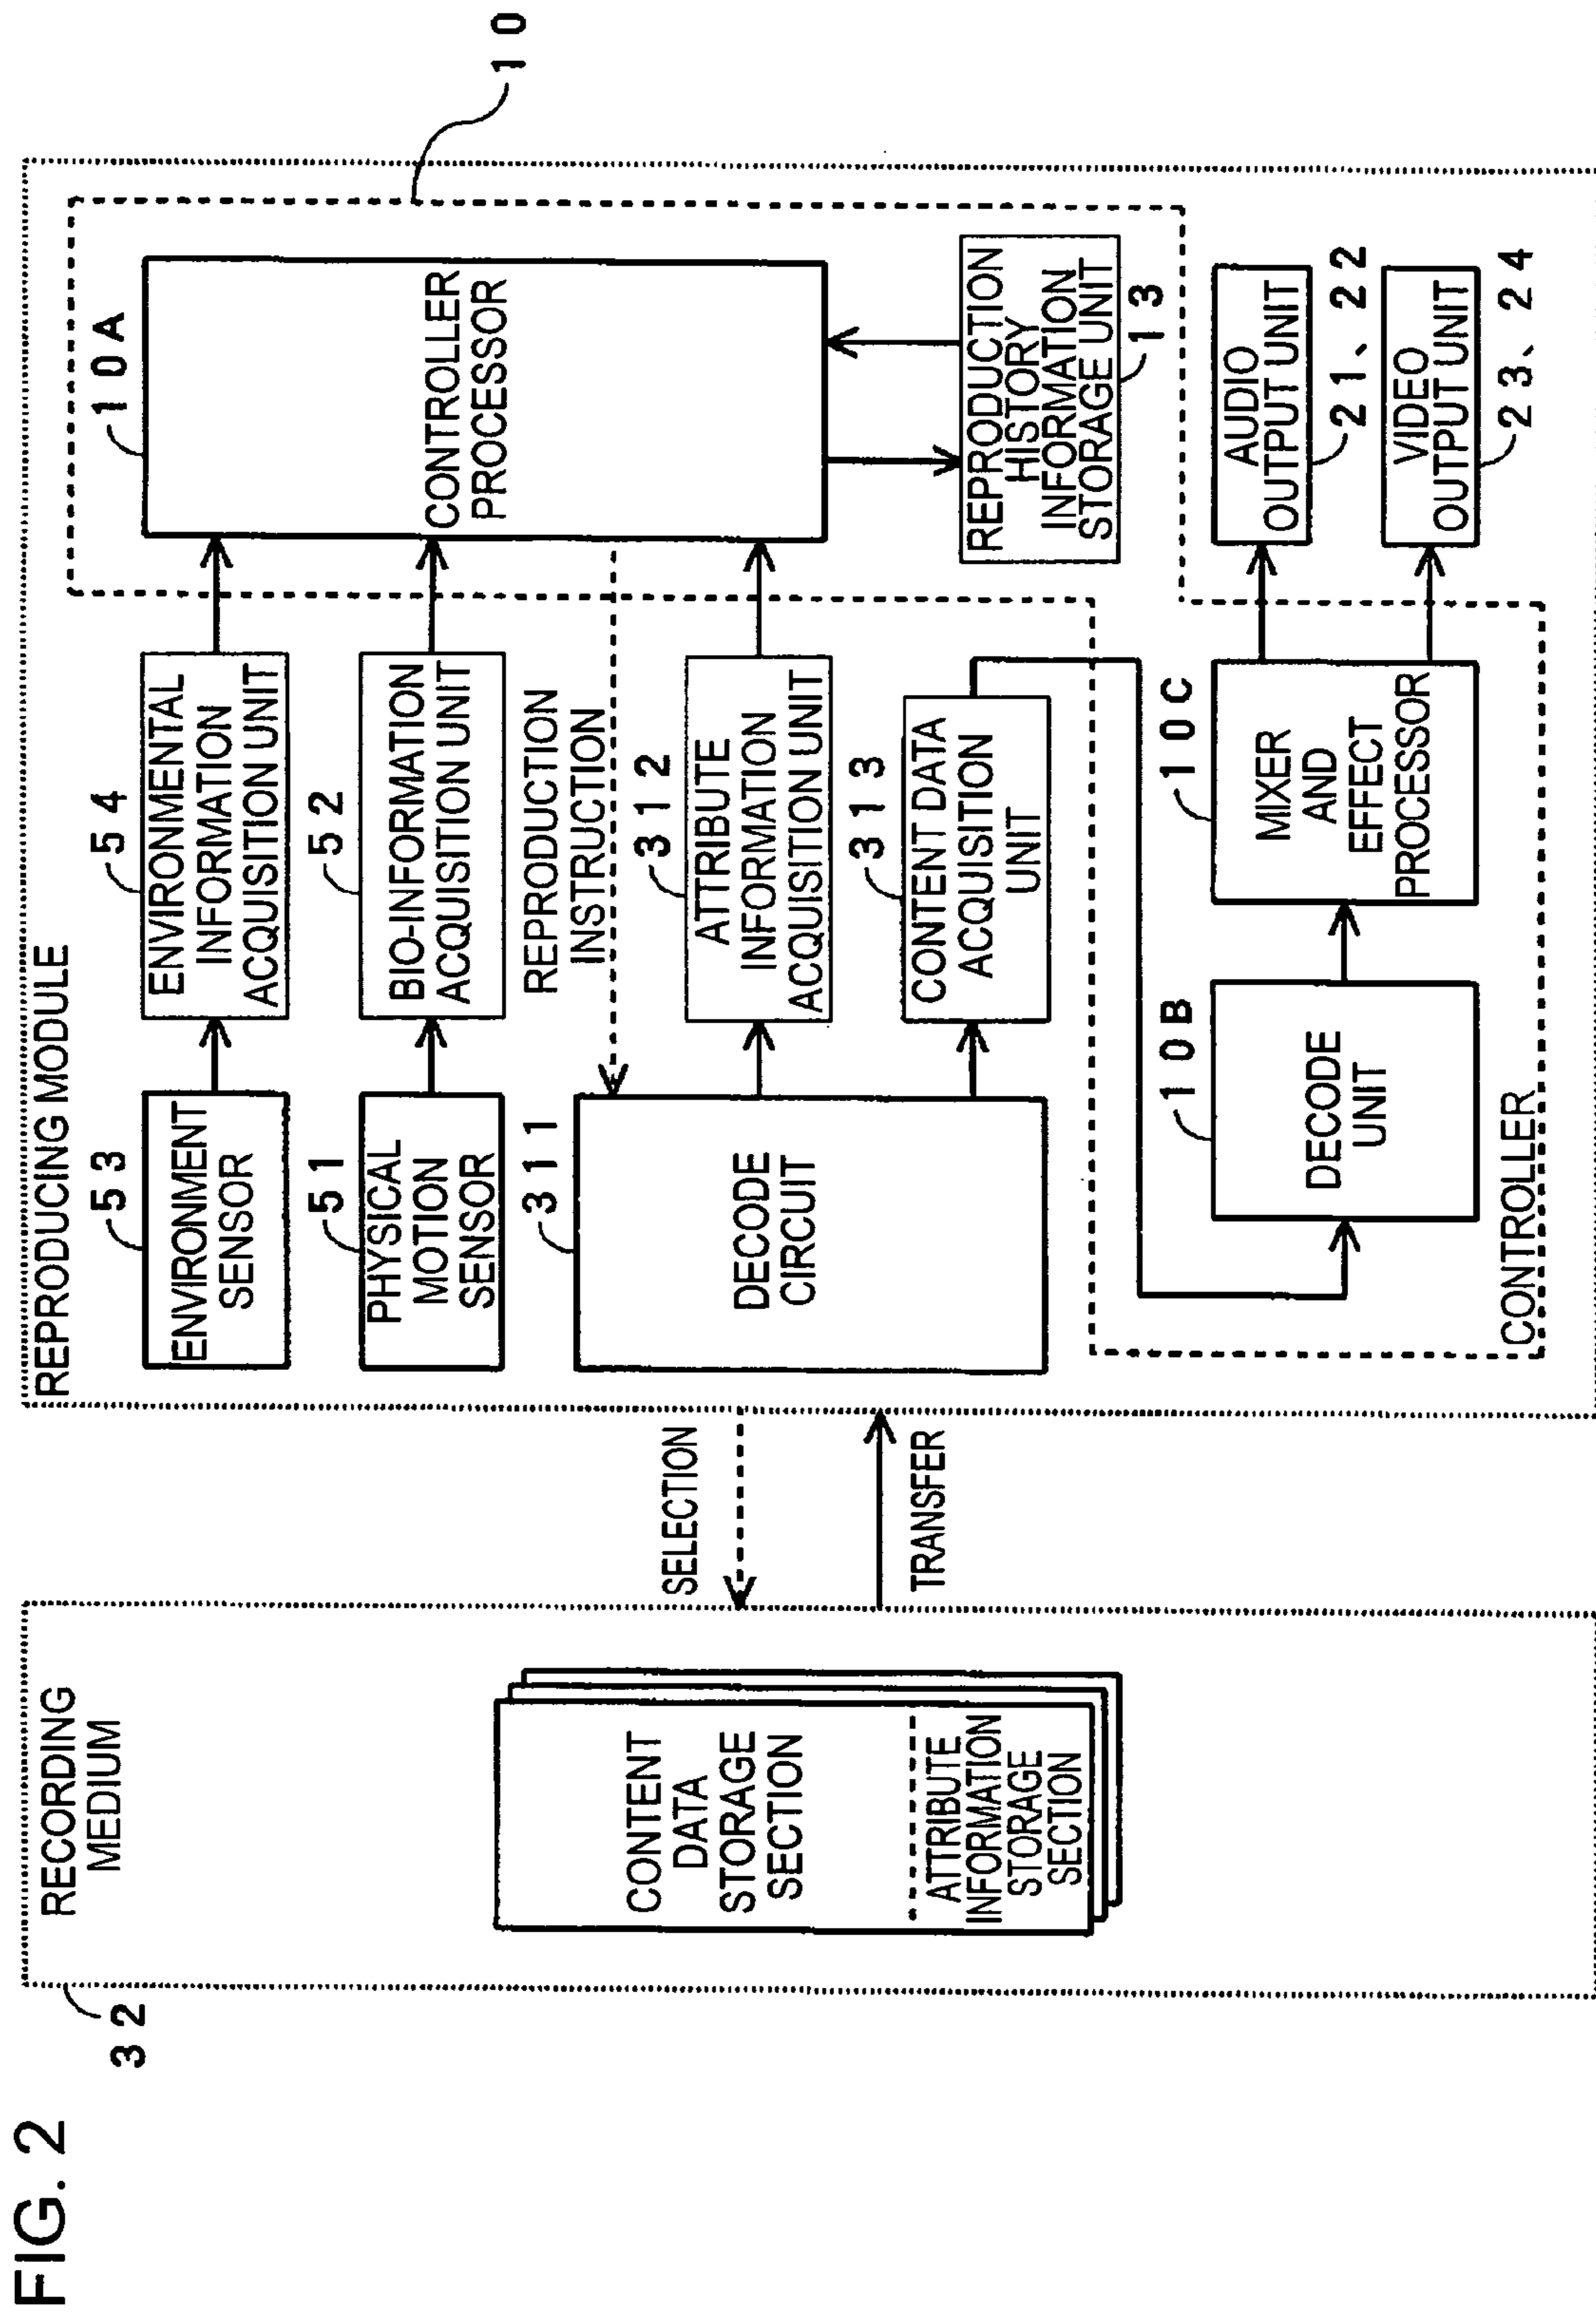 FIG. 2
32
RECORDING
MEDIUM
CONTENT
DATA
STORAGE
SECTION
ATTRIBUTE
INFORMATION
STORAGE
SECTION
SELECTION
TRANSFER
REPRODUCING MODULE
53
ENVIRONMENT
SENSOR
54
ENVIRONMENTAL
INFORMATION
ACQUISITION UNIT
51
PHYSICAL
MOTION
SENSOR
52
BIO-INFORMATION
ACQUISITION UNIT
REPRODUCTION
INSTRUCTION
311
DECODE
CIRCUIT
312
ATTRIBUTE
INFORMATION
ACQUISITION UNIT
313
CONTENT DATA
ACQUISITION
UNIT
10
10A
CONTROLLER
PROCESSOR
REPRODUCTION
HISTORY
INFORMATION
STORAGE UNIT
13
10B
DECODE
UNIT
10C
MIXER
AND
EFFECT
PROCESSOR
CONTROLLER
AUDIO
OUTPUT UNIT
21、22
VIDEO
OUTPUT UNIT
23、24